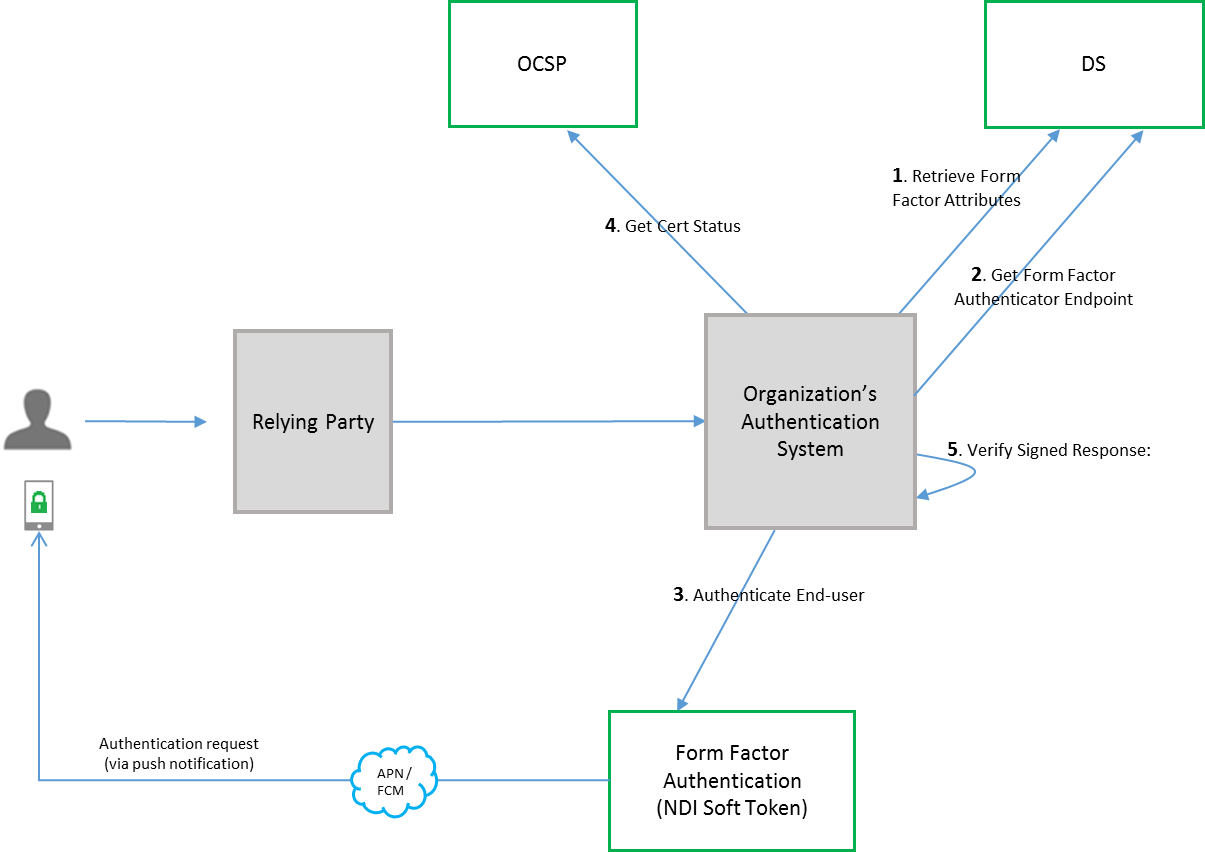 OCSP
DS
1. Retrieve Form
Factor Attributes
4. Get Cert Status
2. Get Form Factor
Authenticator Endpoint
Relying Party
Organization’s
Authentication
System
5. Verify Signed Response:
3. Authenticate End-user
Authentication request
(via push notification)
APN /
FCM
Form Factor
Authentication
(NDI Soft Token)